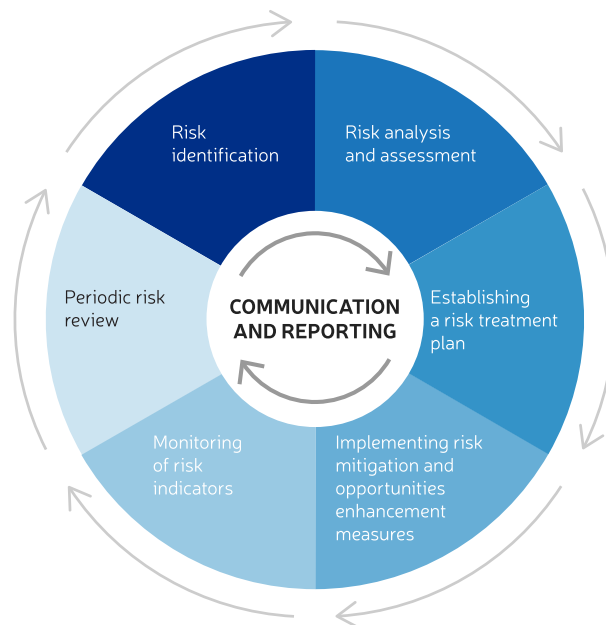 Risk
identification
Risk analysis
and assessment
Establishing
a risk treatment
plan
Implementing risk
mitigation and
opportunities
enhancement
measures
Monitoring
of risk
indicators
Periodic risk
review
COMMUNICATION
AND REPORTING